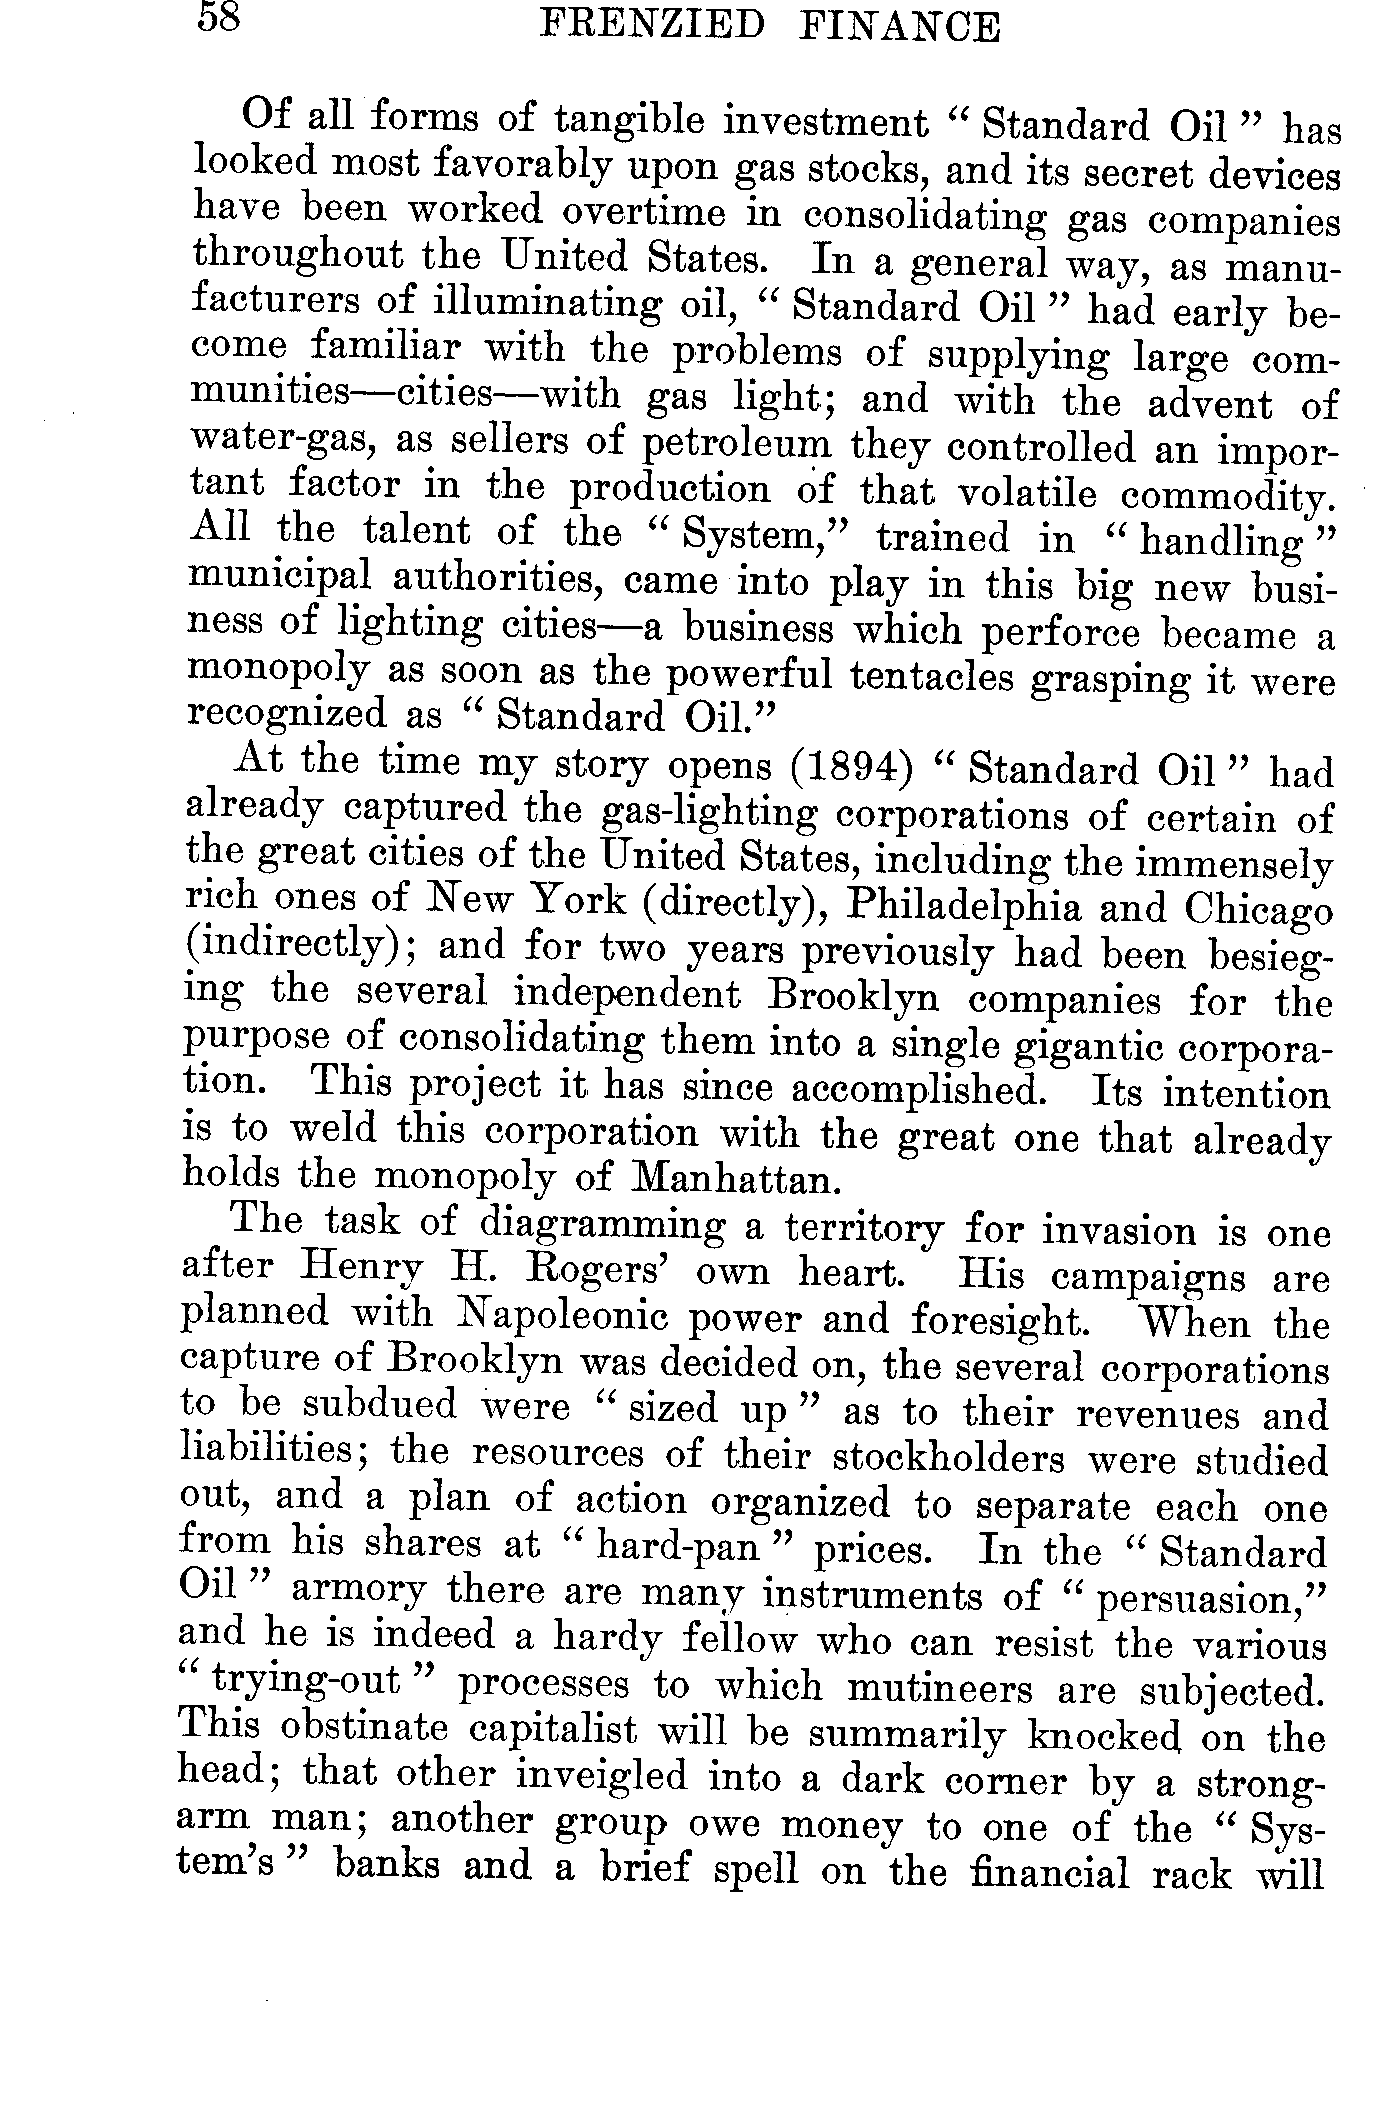 58 FRENZIED FINANCE
Of all forms of tangible investment “ Standard Oil ” has
looked most favorably upon gas stocks, and its secret devices
have been worked overtime in consolidating gas companies
throughout the United States. In a general way, as manu-
facturers of illuminating oil, “ Standard Oil ” had early be-
come familiar with the problems of supplying large com-
munities—cities—with gas light; and with the advent of
water-gas, as sellers of petroleum they controlled an impor-
tant factor in the production of that volatile commodity.
All the talent of the “ System,” trained in “ handling ”
municipal authorities, came into play in this big new busi-
ness of lighting cities—a business which perforce became a
monopoly as soon as the powerful tentacles grasping it were
recognized as “ Standard Oil.”
At the time my story opens (1894) “ Standard Oil ” had
already captured the gas-lighting corporations of certain of
the great cities of the United States, including the immensely
rich ones of New York (directly), Philadelphia and Chicago
(indirectly); and for two years previously had been besieg-
ing the several independent Brooklyn companies for the
purpose of consolidating them into a single gigantic corpora-
tion. This project it has since accomplished. Its intention
is to weld this corporation with the great one that already
holds the monopoly of Manhattan.
The task of diagramming a territory for invasion is one
after Henry H. Rogers’ own heart. His campaigns are
planned with Napoleonic power and foresight. When the
capture of Brooklyn was decided on, the several corporations
to be subdued were “ sized up ” as to their revenues and
liabilities; the resources of their stockholders were studied
out, and a plan of action organized to separate each one
from his shares at “ hard-pan ” prices. In the “ Standard
Oil ” armory there are many instruments of “ persuasion,”
and he is indeed a hardy fellow who can resist the various
“ trying-out ” processes to which mutineers are subjected.
This obstinate capitalist will be summarily knocked on the
head; that other inveigled into a dark corner by a strong-
arm man; another group owe money to one of the “ Sys-
tem’s ” banks and a brief spell on the financial rack will